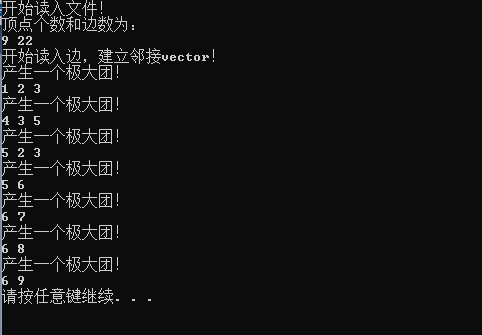 开始读入文件!
顶点个数和边数为:
9 22
开始读入边, 建立邻接vector!
产生一个极大团!
1 2 3
产生一个极大团!
4 3 5
产生一个极大团!
5 2 3
产生一个极大团!
5 6
产生一个极大团!
6 7
产生一个极大团!
6 8
产生一个极大团!
6 9
请按任意键继续. . .